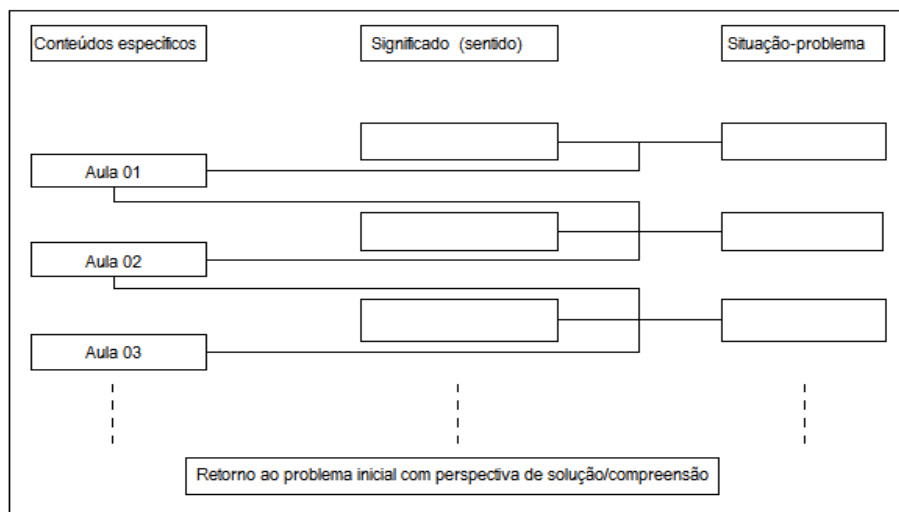 Conteúdos específicos
Significado (sentido)
Situação-problema
Aula 01
Aula 02
Aula 03
Retorno ao problema inicial com perspectiva de solução/compreensão